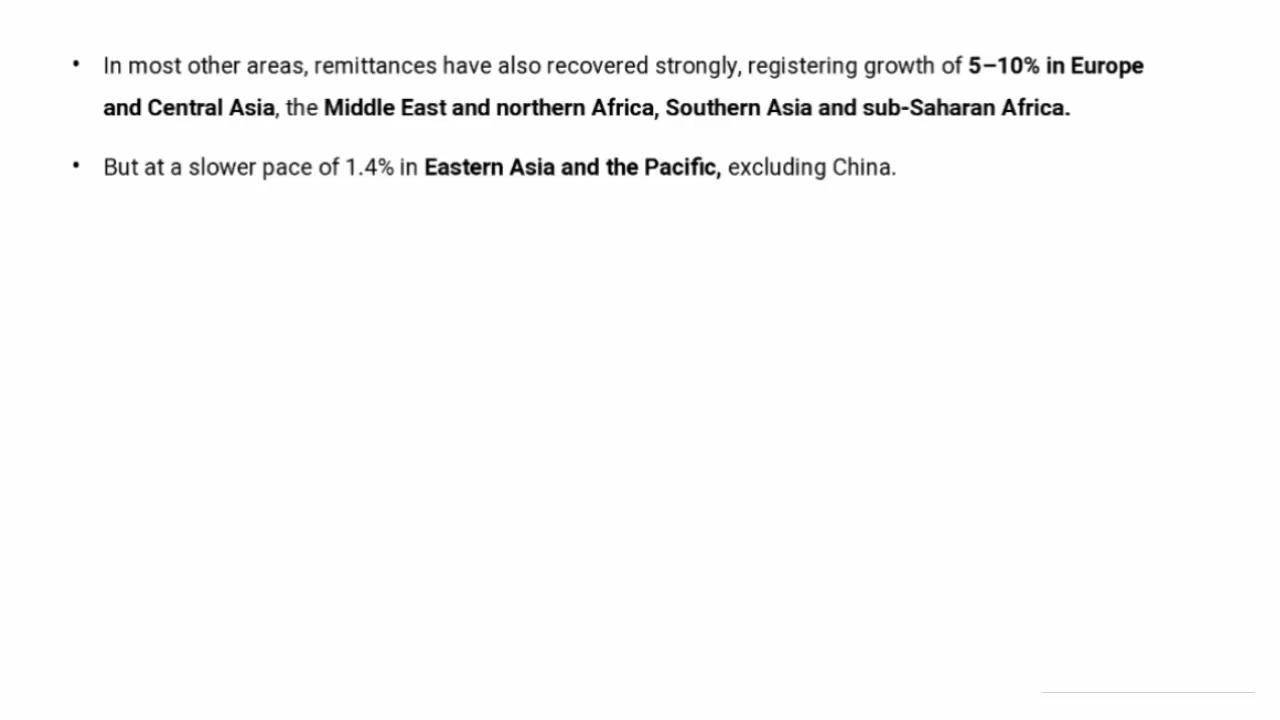 • In most other areas, remittances have also recovered strongly, registering growth of 5–10% in Europe
and Central Asia, the Middle East and northern Africa, Southern Asia and sub-Saharan Africa.
• But at a slower pace of 1.4% in Eastern Asia and the Pacific, excluding China.